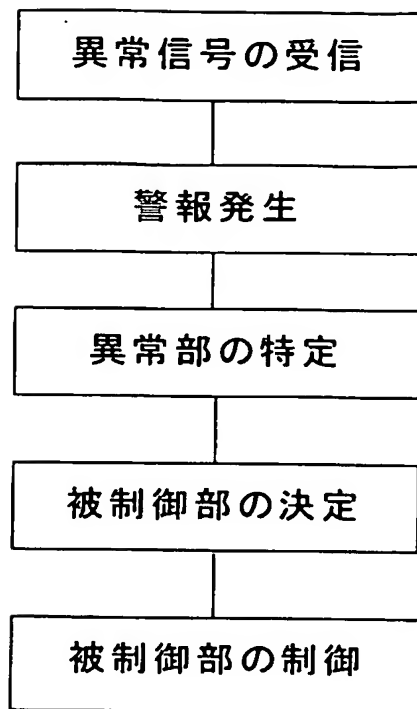 異常信号の受信
警報発生
異常部の特定
被制御部の決定
被制御部の制御